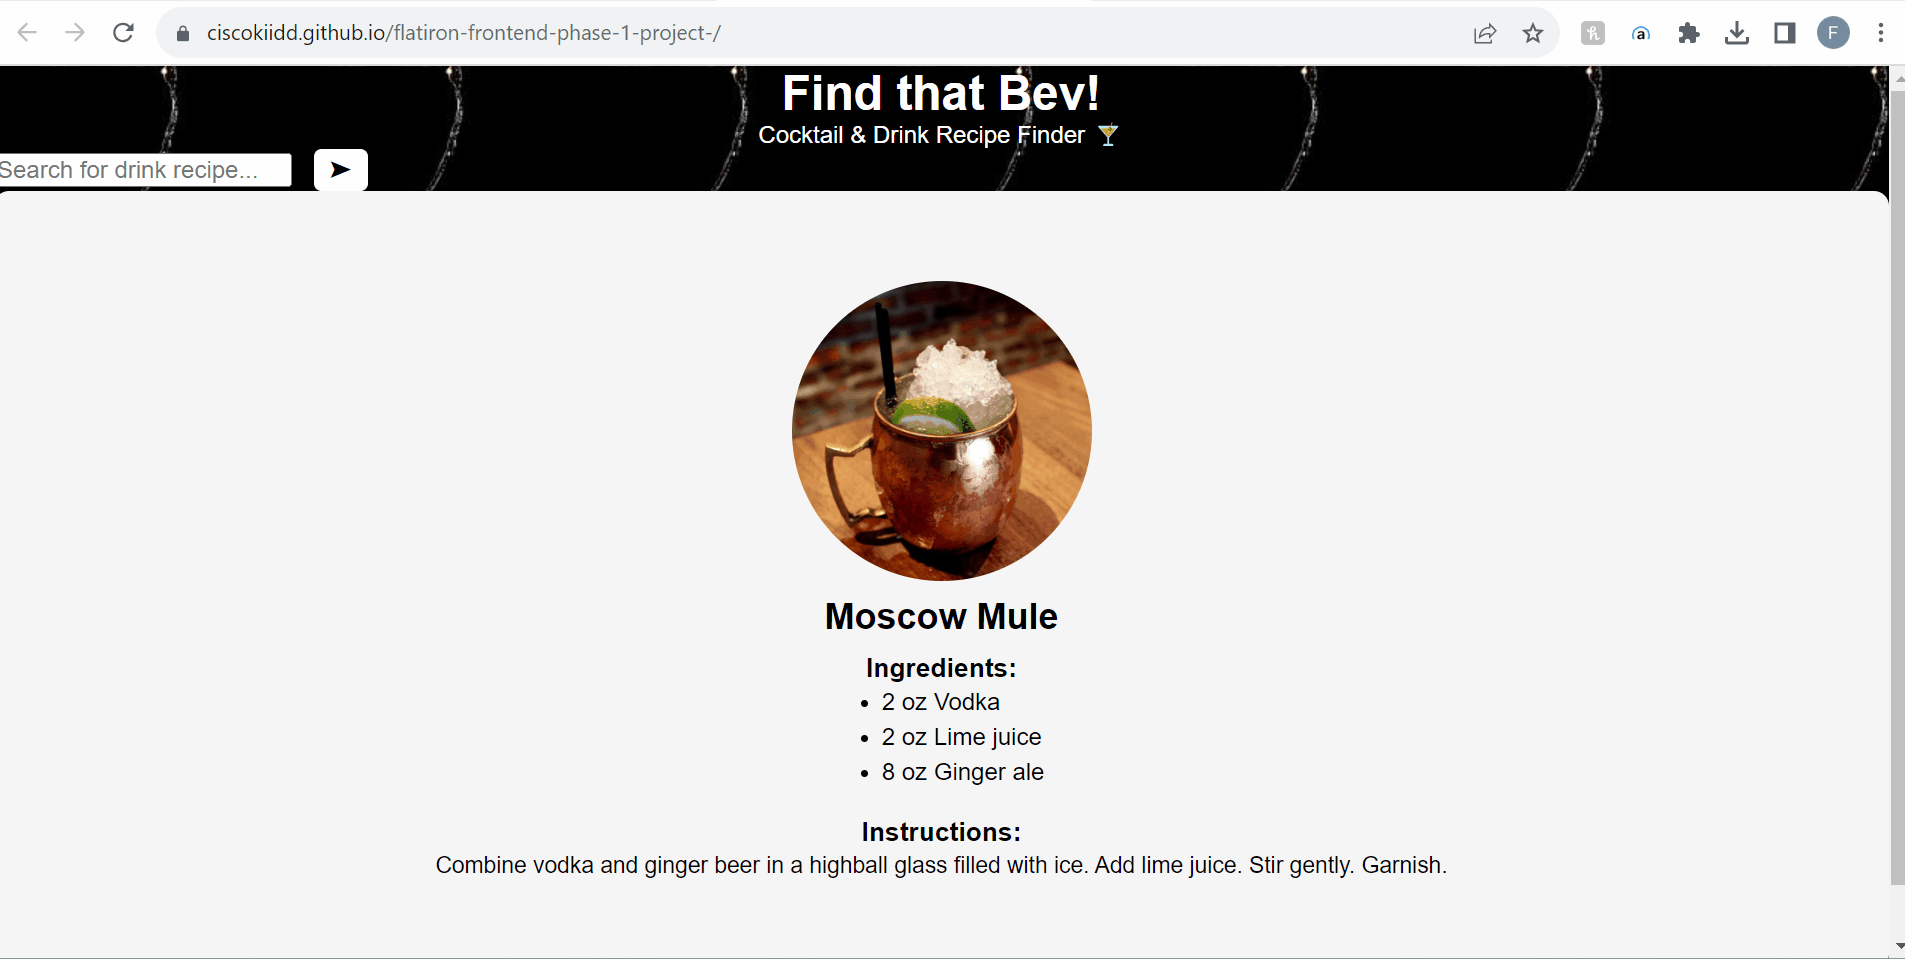 ciscokiidd.github.io/flatiron-frontend-phase-1-project-/
a
F
Find that Bev!
Cocktail & Drink Recipe Finder 🍸
Search for drink recipe...
➤
Moscow Mule
Ingredients:
• 2 oz Vodka
• 2 oz Lime juice
• 8 oz Ginger ale
Instructions:
Combine vodka and ginger beer in a highball glass filled with ice. Add lime juice. Stir gently. Garnish.